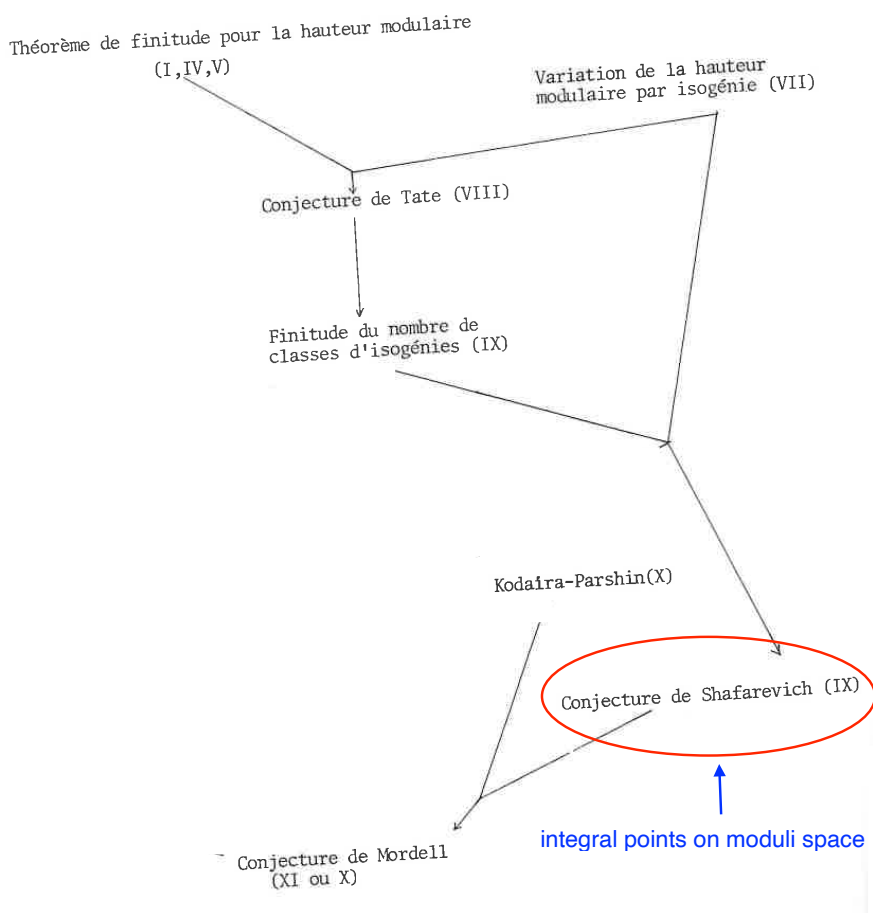 Théorème de finitude pour la hauteur modulaire
(I,IV,V)
Variation de la hauteur
modulaire par isogénie (VII)
Conjecture de Tate (VIII)
Finitude du nombre de
classes d'isogénies (IX)
Kodaira-Parshin(X)
Conjecture de Shafarevich (IX)
integral points on moduli space
Conjecture de Mordell
(XI ou X)